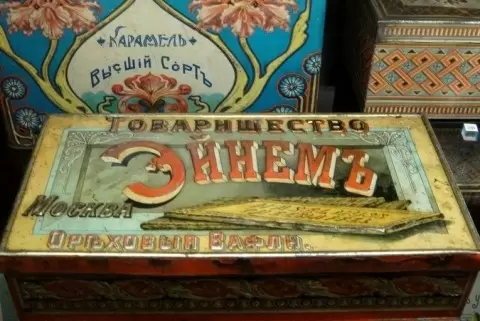 Карамель
Высшій Сортъ
Товарищество
Эйнемъ
Москва
Орѣховыя Вафли.